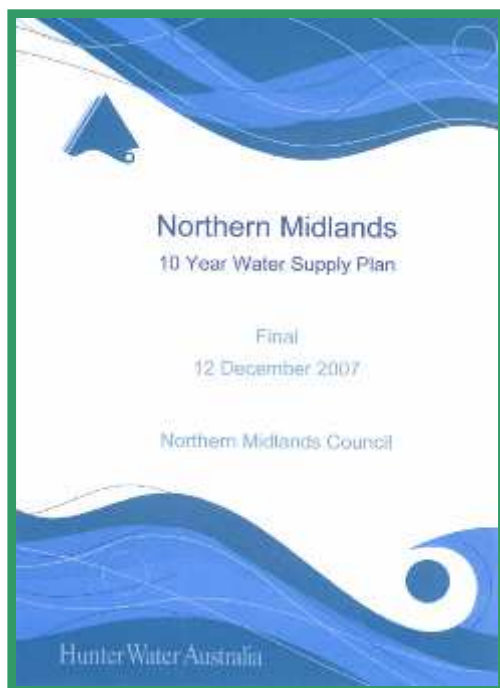 Northern Midlands
10 Year Water Supply Plan
Final
12 December 2007
Northern Midlands Council
Hunter Water Australia